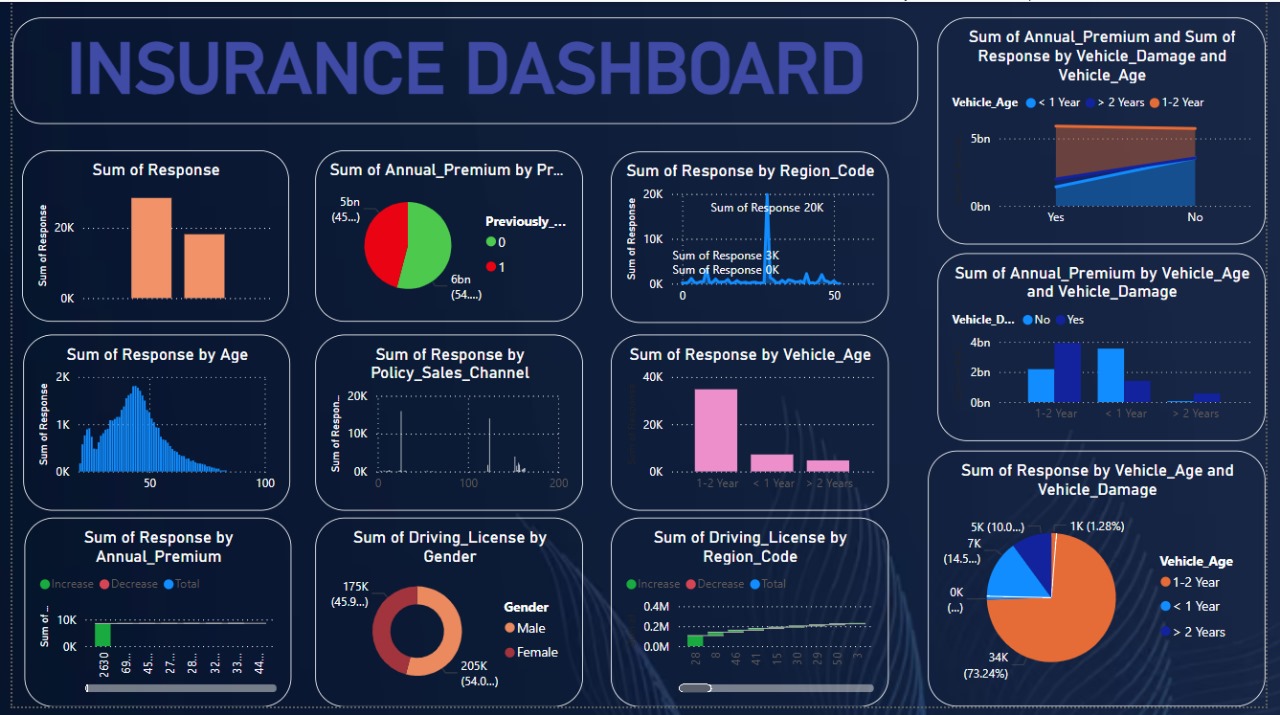 INSURANCE DASHBOARD
Sum of Response
Sum of Response
20K
0K
Sum of Annual_Premium by Pr...
5bn
(45...)
6bn
(54....)
Previously_...
0
1
Sum of Response by Region_Code
Sum of Response
20K
10K
0K
Sum of Response 20K
Sum of Response 3K
Sum of Response 0K
0
50
Sum of Annual_Premium and Sum of
Response by Vehicle_Damage and
Vehicle_Age
Vehicle_Age < 1 Year > 2 Years 1-2 Year
5bn
0bn
Yes
No
Sum of Response by Age
Sum of Response
2K
1K
0K
50
100
Sum of Response by
Policy_Sales_Channel
Sum of Respon_
20K
10K
0K
0
100
200
Sum of Response by Vehicle_Age
40K
20K
0K
1-2 Year
< 1 Year
> 2 Years
Sum of Annual_Premium by Vehicle_Age
and Vehicle_Damage
Vehicle_D... No Yes
4bn
2bn
0bn
1-2 Year
< 1 Year
> 2 Years
Sum of Response by
Annual_Premium
Increase Decrease Total
Sum of ...
10K
0K
2630
69...
45...
27...
28...
32...
33...
44...
Sum of Driving_License by
Gender
175K
(45.9...)
205K
(54.0...)
Gender
Male
Female
Sum of Driving_License by
Region_Code
Increase Decrease Total
0.4M
0.2M
0.0M
28
8
46
41
15
30
29
50
3
Sum of Response by Vehicle_Age and
Vehicle_Damage
5K (10.0...)
1K (1.28%)
7K
(14.5...)
0K
(...)
34K
(73.24%)
Vehicle_Age
1-2 Year
< 1 Year
> 2 Years